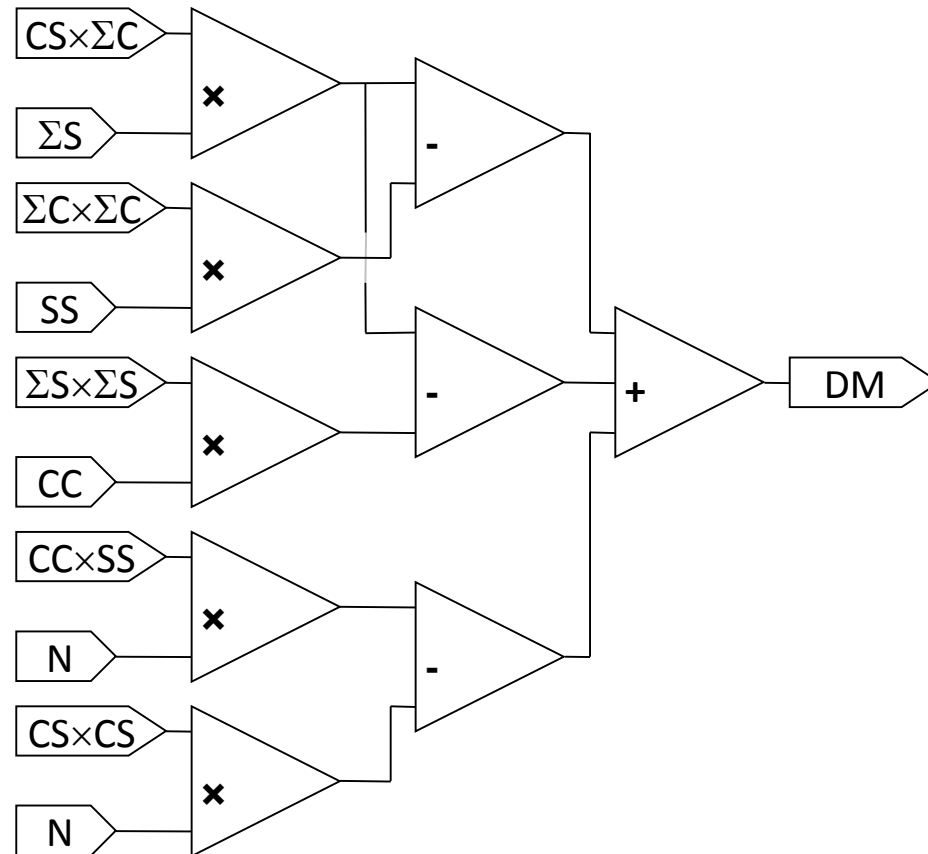 CS×ΣC
×
ΣS
-
ΣC×ΣC
×
SS
ΣS×ΣS
-
+
DM
×
CC
CC×SS
×
N
-
CS×CS
×
N